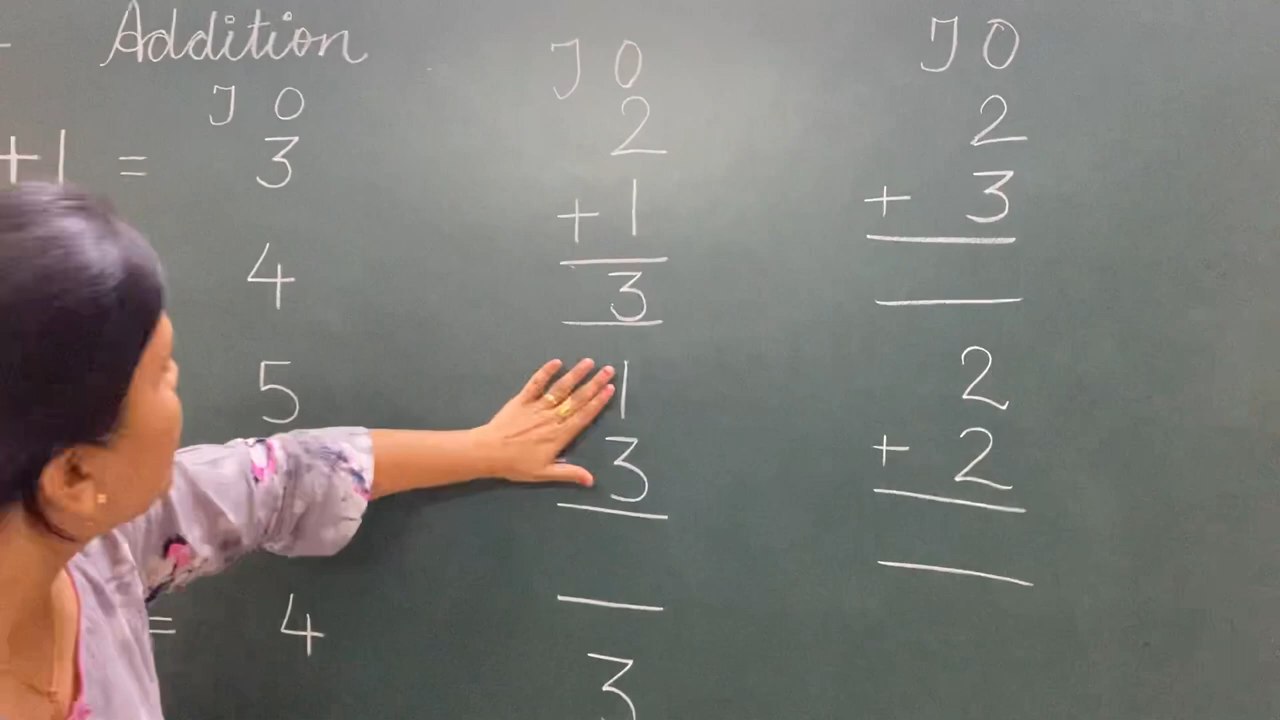 Addition
T O
+1 = 3
4
5
= 4
T O
2
+ 1
3
1
3
3
T O
2
+ 3
2
+ 2